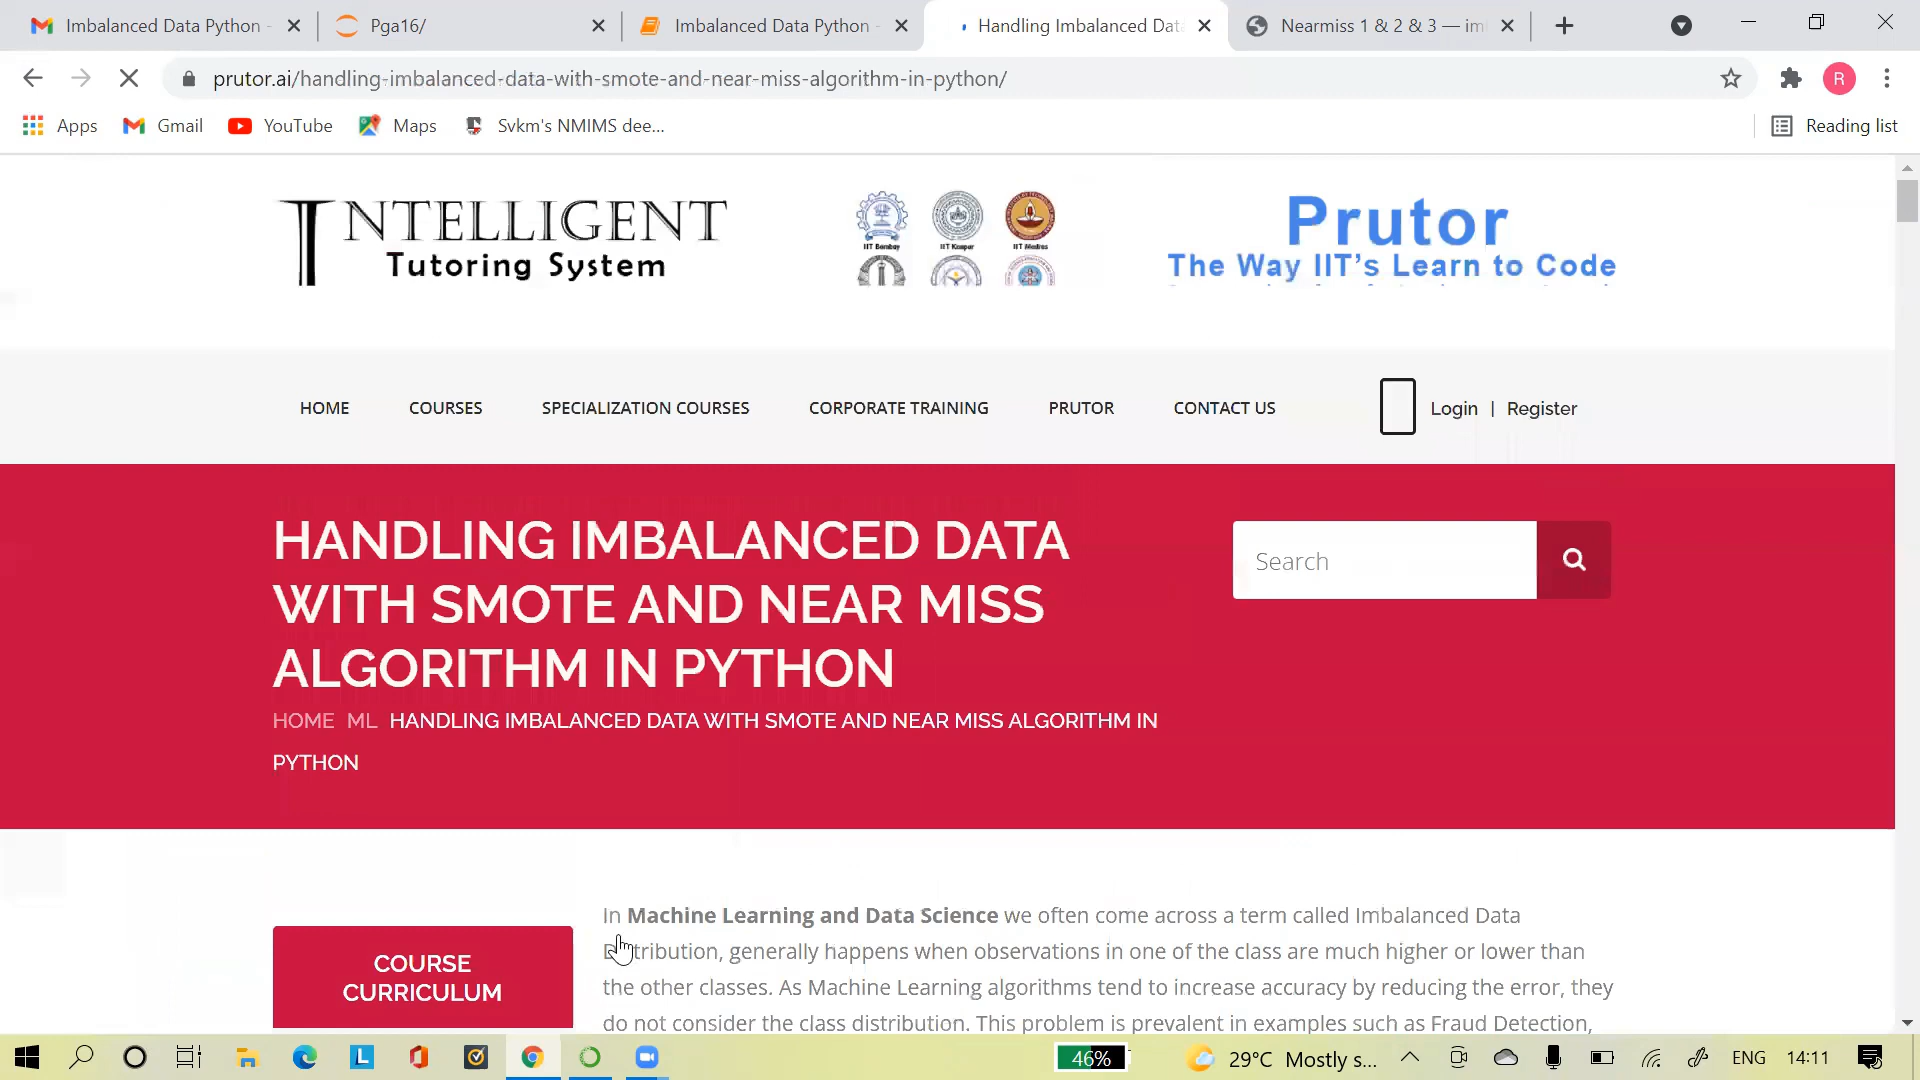 Imbalanced Data Python -
Pga16/
Imbalanced Data Python -
Handling Imbalanced Data
Nearmiss 1 & 2 & 3 — im
prutor.ai/handling-imbalanced-data-with-smote-and-near-miss-algorithm-in-python/
R
Apps
Gmail
YouTube
Maps
Svkm's NMIMS dee...
Reading list
INTELLIGENT
Tutoring System
IIT Bombay
IIT Kanpur
IIT Madras
Prutor
The Way IIT's Learn to Code
HOME
COURSES
SPECIALIZATION COURSES
CORPORATE TRAINING
PRUTOR
CONTACT US
Login | Register
HANDLING IMBALANCED DATA
WITH SMOTE AND NEAR MISS
ALGORITHM IN PYTHON
Search
HOME ML HANDLING IMBALANCED DATA WITH SMOTE AND NEAR MISS ALGORITHM IN
PYTHON
COURSE
CURRICULUM
In Machine Learning and Data Science we often come across a term called Imbalanced Data
Distribution, generally happens when observations in one of the class are much higher or lower than
the other classes. As Machine Learning algorithms tend to increase accuracy by reducing the error, they
do not consider the class distribution. This problem is prevalent in examples such as Fraud Detection,
L
46%
29°C Mostly s...
ENG
14:11